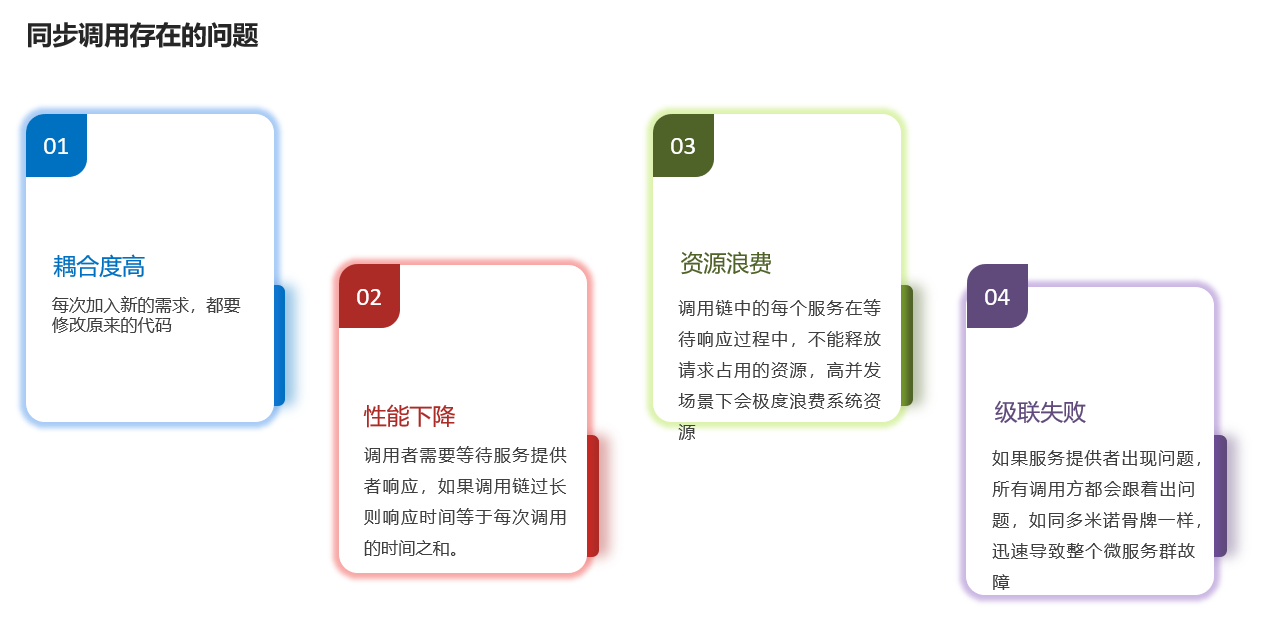 同步调用存在的问题
01
耦合度高
每次加入新的需求，都要
修改原来的代码
02
性能下降
调用者需要等待服务提供
者响应，如果调用链过长
则响应时间等于每次调用
的时间之和。
03
资源浪费
调用链中的每个服务在等
待响应过程中，不能释放
请求占用的资源，高并发
场景下会极度浪费系统资
源
04
级联失败
如果服务提供者出现问题，
所有调用方都会跟着出问
题，如同多米诺骨牌一样，
迅速导致整个微服务群故
障